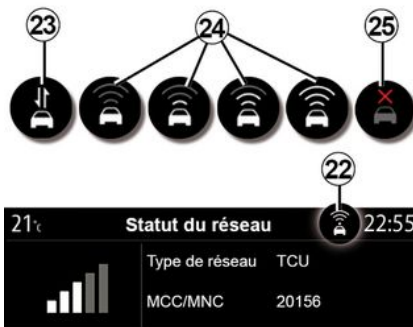 23
24
25
22
21°c
Statut du réseau
22:55
Type de réseau TCU
MCC/MNC 20156